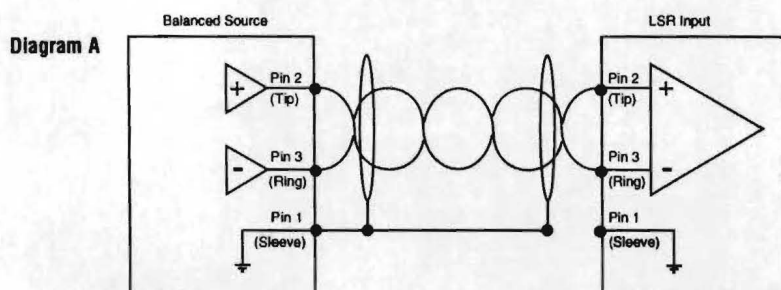 Balanced Source
LSR Input
Diagram A
Pin 2
(Tip)
Pin 2
(Tip)
+
+
Pin 3
(Ring)
Pin 3
(Ring)
-
-
Pin 1
(Sleeve)
Pin 1
(Sleeve)